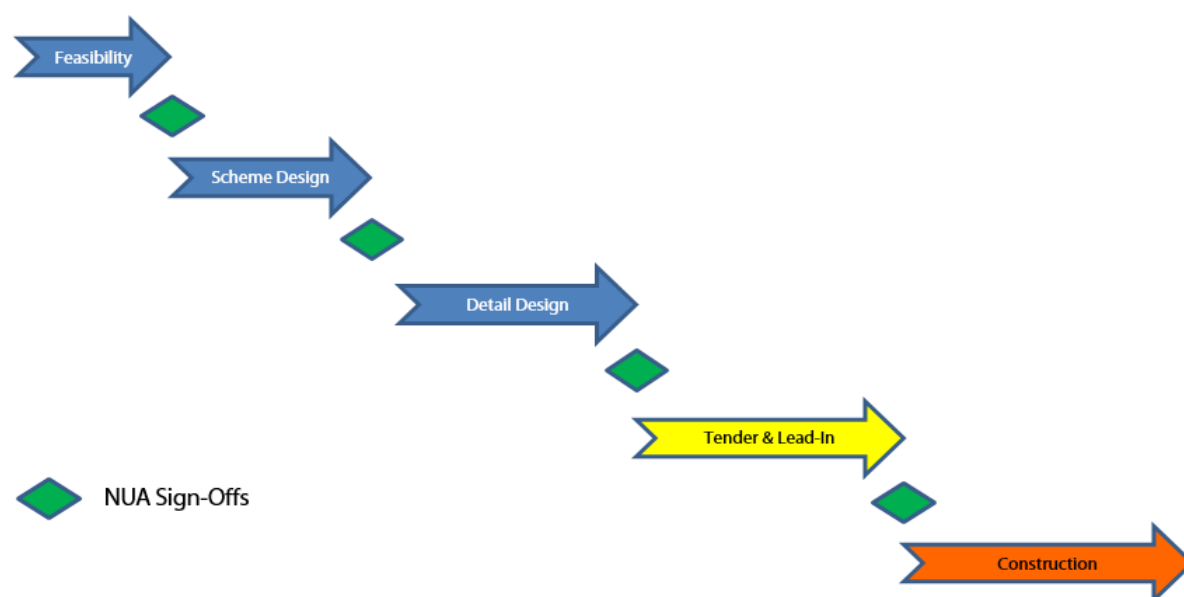 Feasibility
Scheme Design
Detail Design
Tender & Lead-In
NUA Sign-Offs
Construction